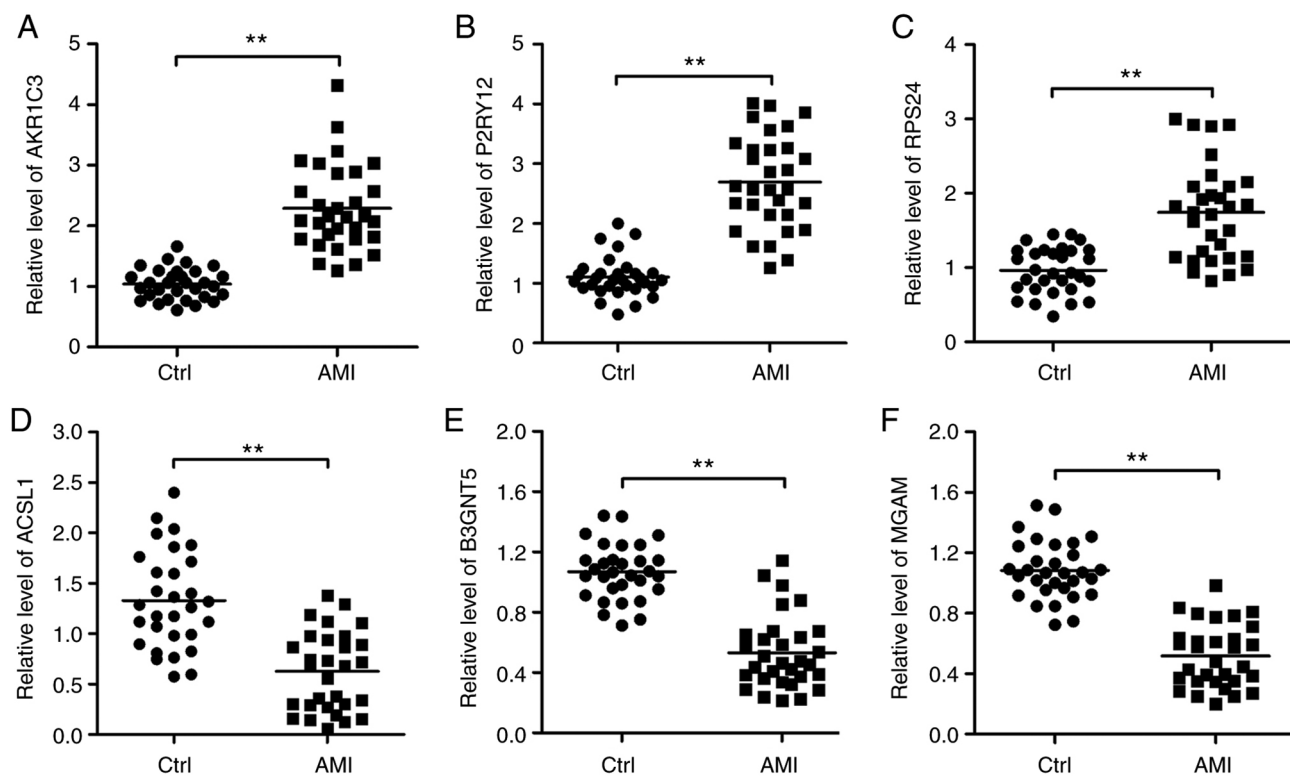 A
Relative level of AKR1C3
5
4
3
2
1
0
**
Ctrl
AMI
B
Relative level of P2RY12
5
4
3
2
1
0
**
Ctrl
AMI
C
Relative level of RPS24
4
3
2
1
0
**
Ctrl
AMI
D
Relative level of ACSL1
3.0
2.5
2.0
1.5
1.0
0.5
0.0
**
Ctrl
AMI
E
Relative level of B3GNT5
2.0
1.6
1.2
0.8
0.4
0.0
**
Ctrl
AMI
F
Relative level of MGAM
2.0
1.6
1.2
0.8
0.4
0.0
**
Ctrl
AMI